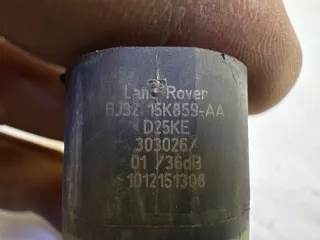 Land Rover
BJ32 15K859-AA
D25KE
303026/
01 /36dB
1012151308